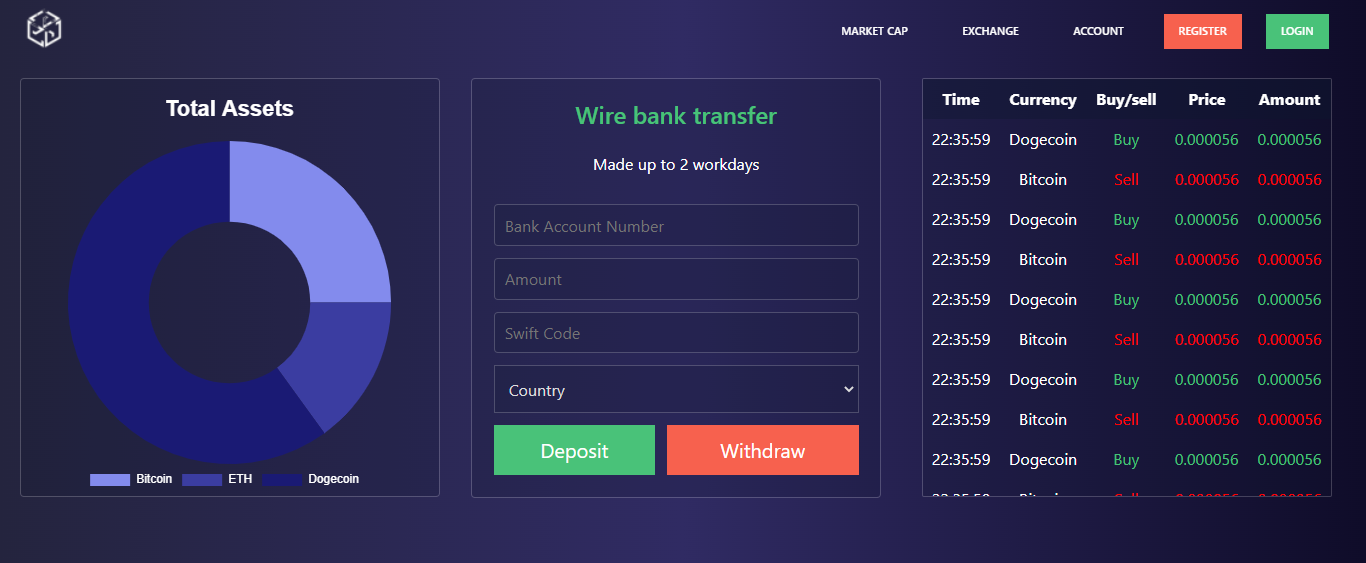 MARKET CAP EXCHANGE ACCOUNT REGISTER LOGIN
Total Assets
Bitcoin ETH Dogecoin
Wire bank transfer
Made up to 2 workdays
Bank Account Number
Amount
Swift Code
Country
Deposit Withdraw
Time Currency Buy/sell Price Amount
22:35:59 Dogecoin Buy 0.000056 0.000056
22:35:59 Bitcoin Sell 0.000056 0.000056
22:35:59 Dogecoin Buy 0.000056 0.000056
22:35:59 Bitcoin Sell 0.000056 0.000056
22:35:59 Dogecoin Buy 0.000056 0.000056
22:35:59 Bitcoin Sell 0.000056 0.000056
22:35:59 Dogecoin Buy 0.000056 0.000056
22:35:59 Bitcoin Sell 0.000056 0.000056
22:35:59 Dogecoin Buy 0.000056 0.000056